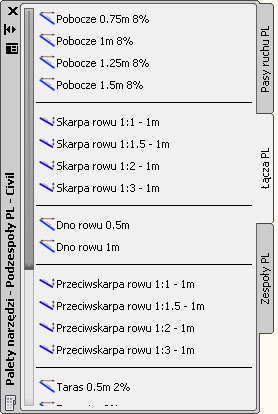 Pobocze 0.75m 8%
Pobocze 1m 8%
Pobocze 1.25m 8%
Pobocze 1.5m 8%
Skarpa rowu 1:1 - 1m
Skarpa rowu 1:1.5 - 1m
Skarpa rowu 1:2 - 1m
Skarpa rowu 1:3 - 1m
Dno rowu 0.5m
Dno rowu 1m
Przeciwskarpa rowu 1:1 - 1m
Przeciwskarpa rowu 1:1.5 - 1m
Przeciwskarpa rowu 1:2 - 1m
Przeciwskarpa rowu 1:3 - 1m
Taras 0.5m 2%
Pasy ruchu PL
Łącza PL
Zespoły PL
Palety narzędzi - Podzespoły PL - Civil